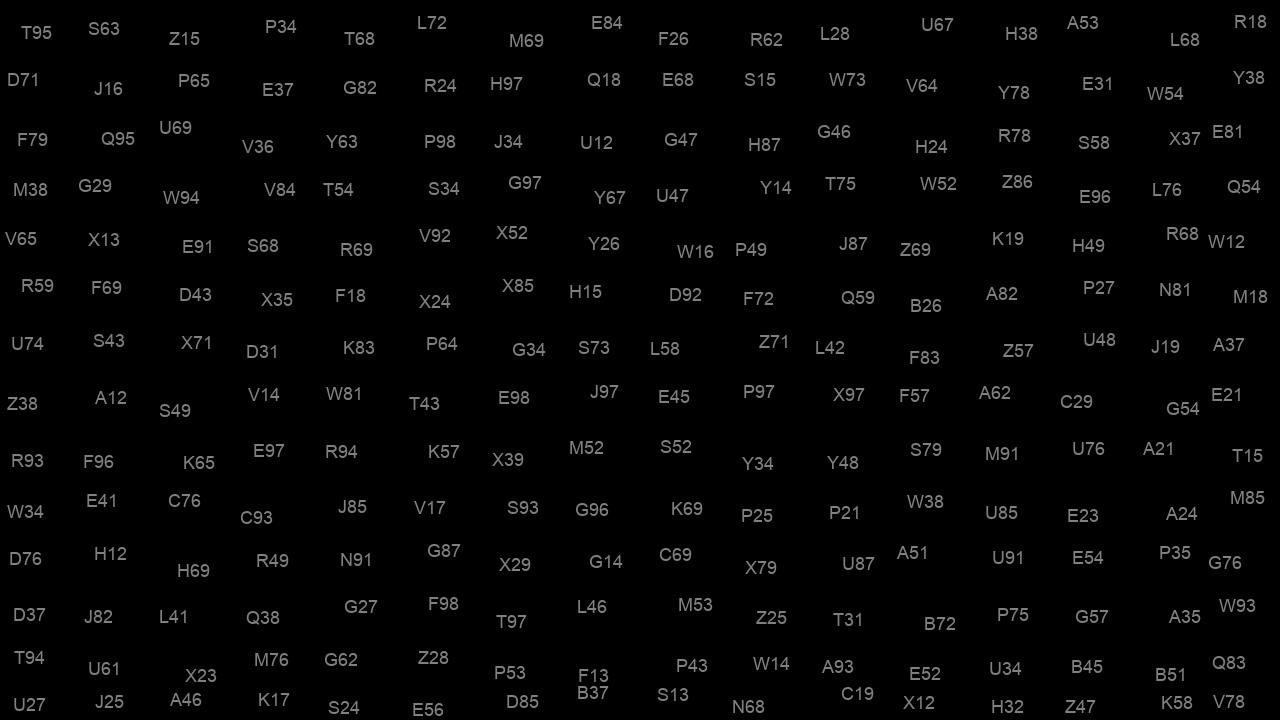 T95 S63 Z15 P34 T68 L72 M69 E84 F26 R62 L28 U67 H38 A53 L68 R18
D71 J16 P65 E37 G82 R24 H97 Q18 E68 S15 W73 V64 Y78 E31 W54 Y38
F79 Q95 U69 V36 Y63 P98 J34 U12 G47 H87 G46 H24 R78 S58 X37 E81
M38 G29 W94 V84 T54 S34 G97 Y67 U47 Y14 T75 W52 Z86 E96 L76 Q54
V65 X13 E91 S68 R69 V92 X52 Y26 W16 P49 J87 Z69 K19 H49 R68 W12
R59 F69 D43 X35 F18 X24 X85 H15 D92 F72 Q59 B26 A82 P27 N81 M18
U74 S43 X71 D31 K83 P64 G34 S73 L58 Z71 L42 F83 Z57 U48 J19 A37
Z38 A12 S49 V14 W81 T43 E98 J97 E45 P97 X97 F57 A62 C29 G54 E21
R93 F96 K65 E97 R94 K57 X39 M52 S52 Y34 Y48 S79 M91 U76 A21 T15
W34 E41 C76 C93 J85 V17 S93 G96 K69 P25 P21 W38 U85 E23 A24 M85
D76 H12 H69 R49 N91 G87 X29 G14 C69 X79 U87 A51 U91 E54 P35 G76
D37 J82 L41 Q38 G27 F98 T97 L46 M53 Z25 T31 B72 P75 G57 A35 W93
T94 U61 X23 M76 G62 Z28 P53 F13 P43 W14 A93 E52 U34 B45 B51 Q83
U27 J25 A46 K17 S24 E56 D85 B37 S13 N68 C19 X12 H32 Z47 K58 V78